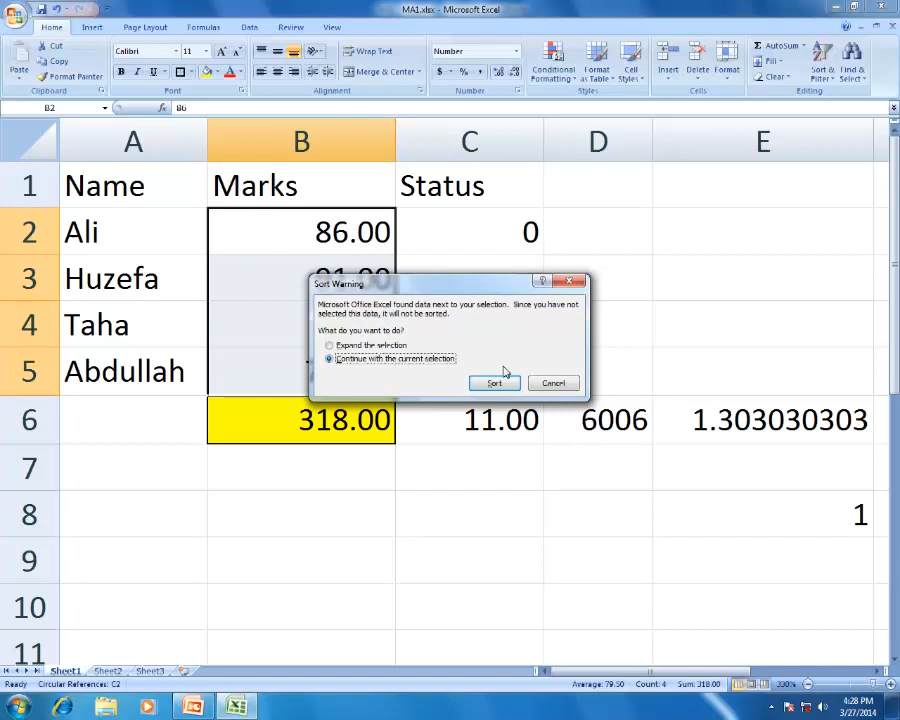 MA1.xlsx - Microsoft Excel
Home Insert Page Layout Formulas Data Review View
Paste Cut Copy Format Painter Clipboard
Calibri 11 A A B I U A Font
Wrap Text Merge & Center Alignment
Number $ % , Number
Conditional Formatting Format as Table Cell Styles Styles
Insert Delete Format Cells
Σ AutoSum Fill Clear Sort & Filter Find & Select Editing
B2 fx 86
A B C D E
1 Name Marks Status
2 Ali 86.00 0
3 Huzefa 91.00
4 Taha
5 Abdullah
6 318.00 11.00 6006 1.303030303
7
8 1
9
10
11
Sort Warning
Microsoft Office Excel found data next to your selection. Since you have not
selected this data, it will not be sorted.
What do you want to do?
Expand the selection
Continue with the current selection
Sort Cancel
Sheet1 Sheet2 Sheet3
Ready Circular References: C2 Average: 79.50 Count: 4 Sum: 318.00 330%
4:28 PM
3/27/2014